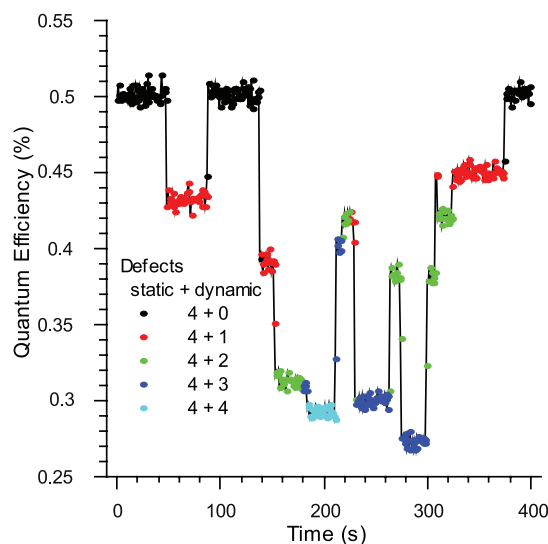 0.55
0.5
0.45
0.4
0.35
0.3
0.25
Quantum Efficiency (%)
Defects
static + dynamic
4 + 0
4 + 1
4 + 2
4 + 3
4 + 4
0
100
200
300
400
Time (s)